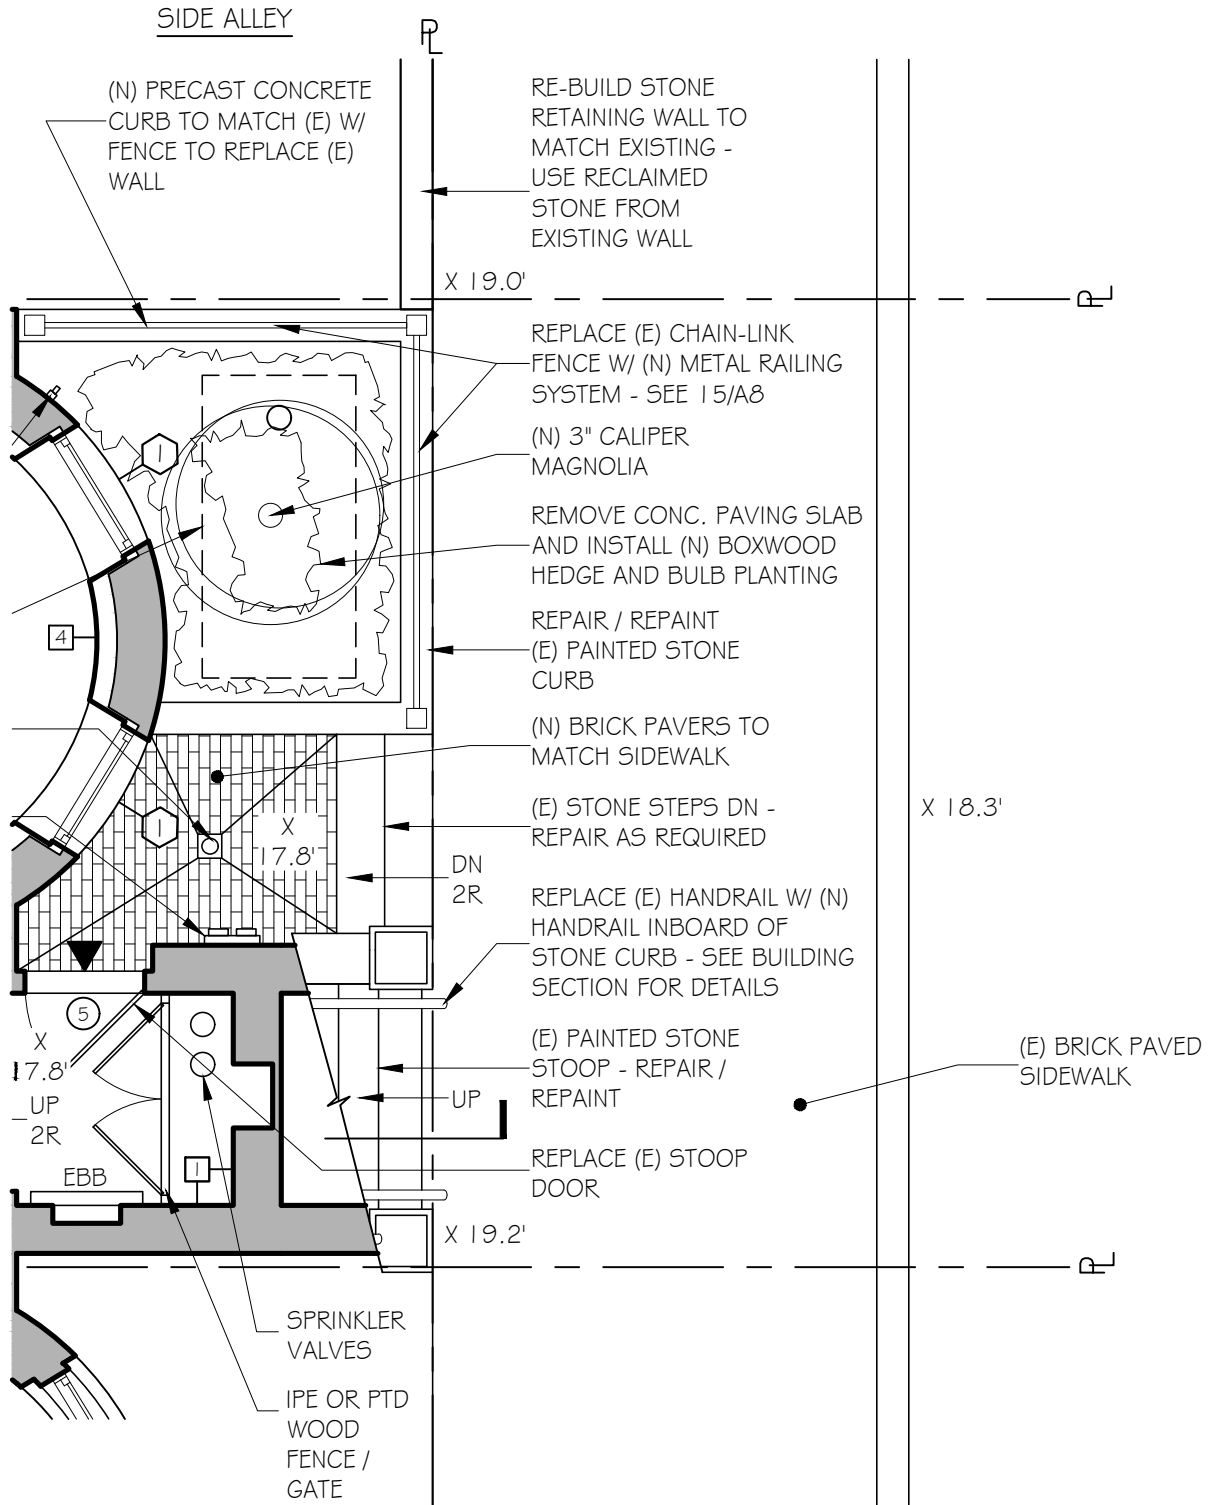 SIDE ALLEY
PL
(N) PRECAST CONCRETE
CURB TO MATCH (E) W/
FENCE TO REPLACE (E)
WALL
RE-BUILD STONE
RETAINING WALL TO
MATCH EXISTING -
USE RECLAIMED
STONE FROM
EXISTING WALL
X 19.0'
PL
REPLACE (E) CHAIN-LINK
FENCE W/ (N) METAL RAILING
SYSTEM - SEE 15/A8
(N) 3" CALIPER
MAGNOLIA
1
REMOVE CONC. PAVING SLAB
AND INSTALL (N) BOXWOOD
HEDGE AND BULB PLANTING
REPAIR / REPAINT
(E) PAINTED STONE
CURB
4
(N) BRICK PAVERS TO
MATCH SIDEWALK
(E) STONE STEPS DN -
REPAIR AS REQUIRED
X 18.3'
1
X
17.8'
DN
2R
REPLACE (E) HANDRAIL W/ (N)
HANDRAIL INBOARD OF
STONE CURB - SEE BUILDING
SECTION FOR DETAILS
5
X
17.8'
UP
2R
(E) PAINTED STONE
STOOP - REPAIR /
REPAINT
UP
(E) BRICK PAVED
SIDEWALK
EBB
1
REPLACE (E) STOOP
DOOR
X 19.2'
PL
SPRINKLER
VALVES
IPE OR PTD
WOOD
FENCE /
GATE